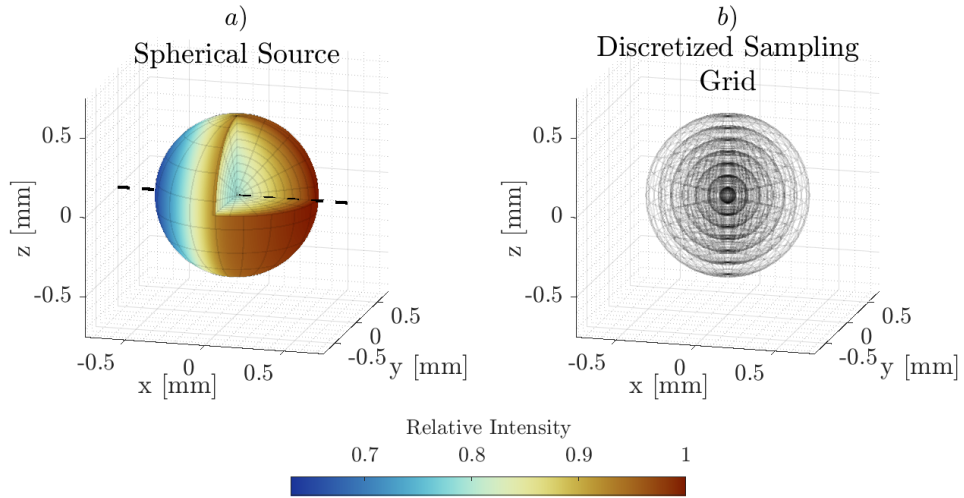 a)
Spherical Source
0.5
0
-0.5
z [mm]
-0.5
0
0.5
x [mm]
0.5
0
-0.5
y [mm]
b)
Discretized Sampling
Grid
0.5
0
-0.5
z [mm]
-0.5
0
0.5
x [mm]
0.5
0
-0.5
y [mm]
Relative Intensity
0.7 0.8 0.9 1